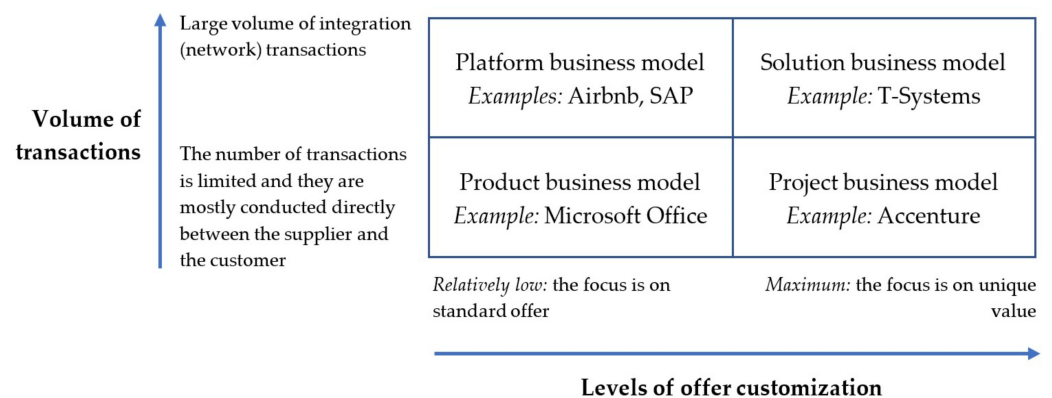 Large volume of integration
(network) transactions
Platform business model
Examples: Airbnb, SAP
Solution business model
Example: T-Systems
Volume of
transactions
The number of transactions
is limited and they are
mostly conducted directly
between the supplier and
the customer
Product business model
Example: Microsoft Office
Project business model
Example: Accenture
Relatively low: the focus is on
standard offer
Maximum: the focus is on unique
value
Levels of offer customization